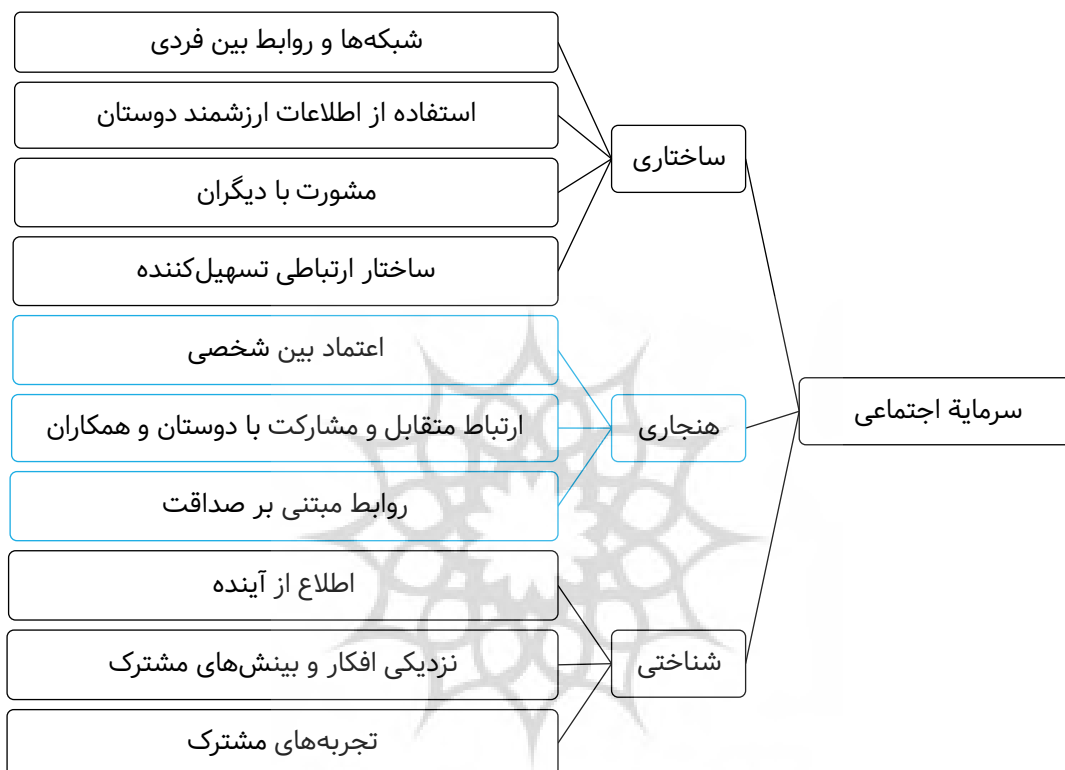 سرمایة اجتماعی
ساختاری
شبکه‌ها و روابط بین فردی
استفاده از اطلاعات ارزشمند دوستان
مشورت با دیگران
ساختار ارتباطی تسهیل‌کننده
هنجاری
اعتماد بین شخصی
ارتباط متقابل و مشارکت با دوستان و همکاران
روابط مبتنی بر صداقت
شناختی
اطلاع از آینده
نزدیکی افکار و بینش‌های مشترک
تجربه‌های مشترک